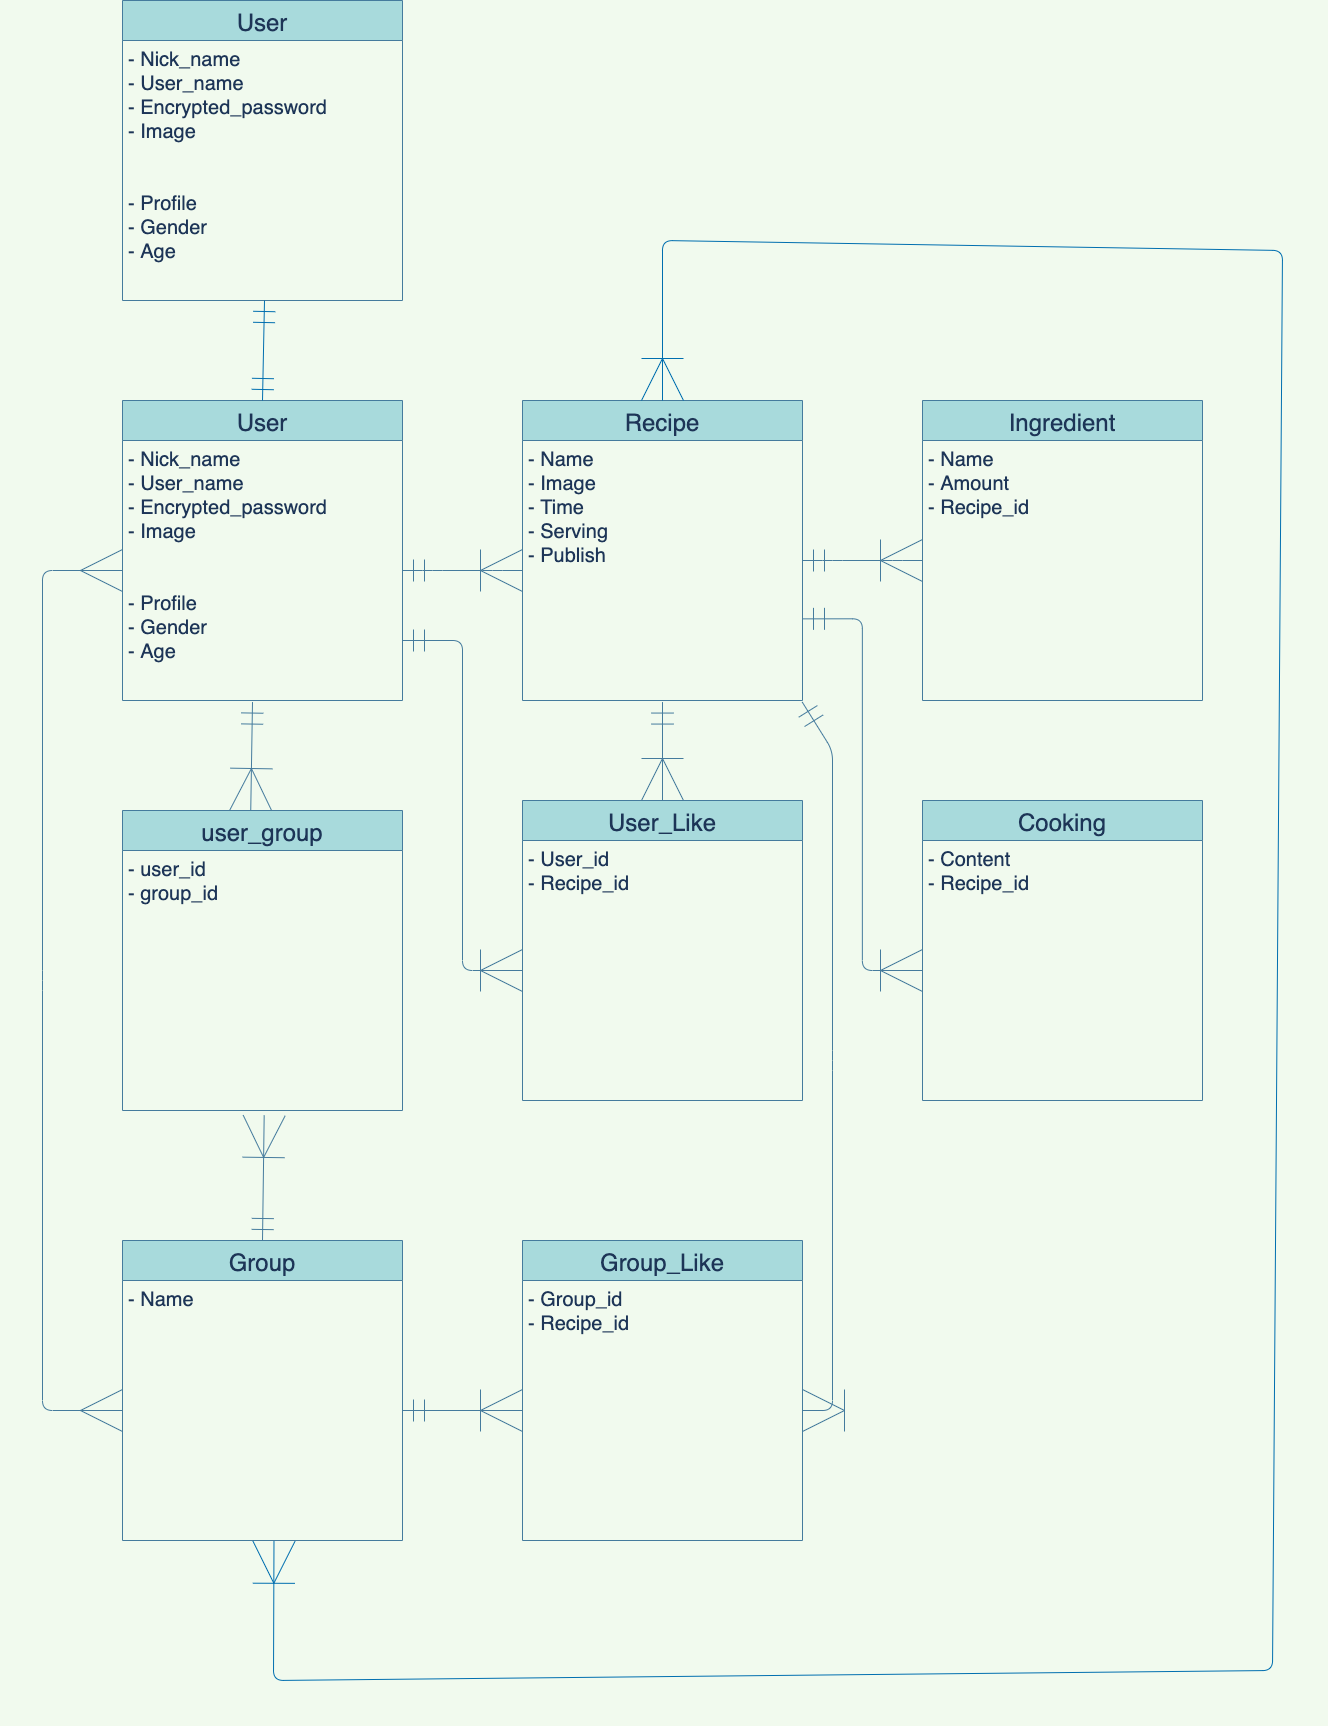 User
- Nick_name
- User_name
- Encrypted_password
- Image
- Profile
- Gender
- Age
User
- Nick_name
- User_name
- Encrypted_password
- Image
- Profile
- Gender
- Age
Recipe
- Name
- Image
- Time
- Serving
- Publish
Ingredient
- Name
- Amount
- Recipe_id
user_group
- user_id
- group_id
User_Like
- User_id
- Recipe_id
Cooking
- Content
- Recipe_id
Group
- Name
Group_Like
- Group_id
- Recipe_id